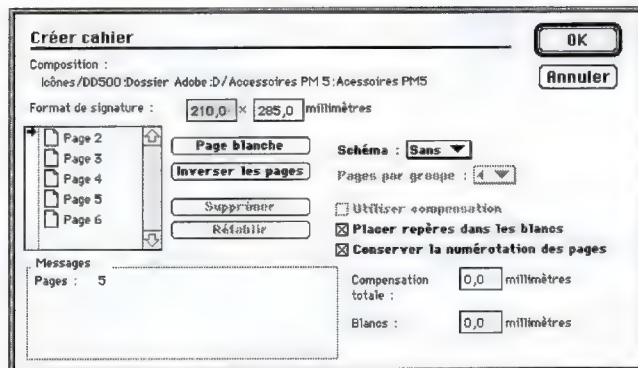 Créer cahier
OK
Annuler
Composition :
Icônes/DD500:Dossier Adobe:D/Accessoires PM 5:Acessoires PM5
Format de signature : 210,0 × 285,0 millimètres
Page 2
Page 3
Page 4
Page 5
Page 6
Page blanche
Inverser les pages
Supprimer
Rétablir
Schéma : Sans
Pages par groupe : 4
Utiliser compensation
Placer repères dans les blancs
Conserver la numérotation des pages
Messages
Pages : 5
Compensation totale : 0,0 millimètres
Blancs : 0,0 millimètres